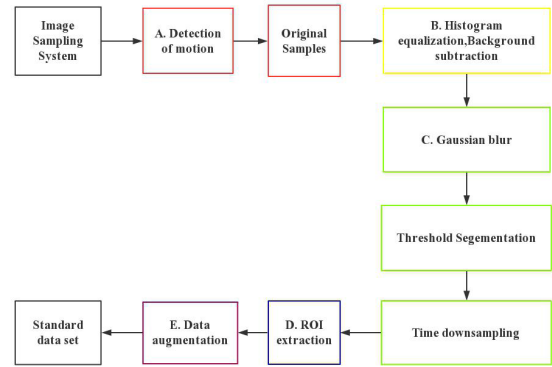 Image
Sampling
System
A. Detection
of motion
Original
Samples
B. Histogram
equalization,Background
subtraction
C. Gaussian blur
Threshold Segementation
Time downsampling
D. ROI
extraction
E. Data
augmentation
Standard
data set